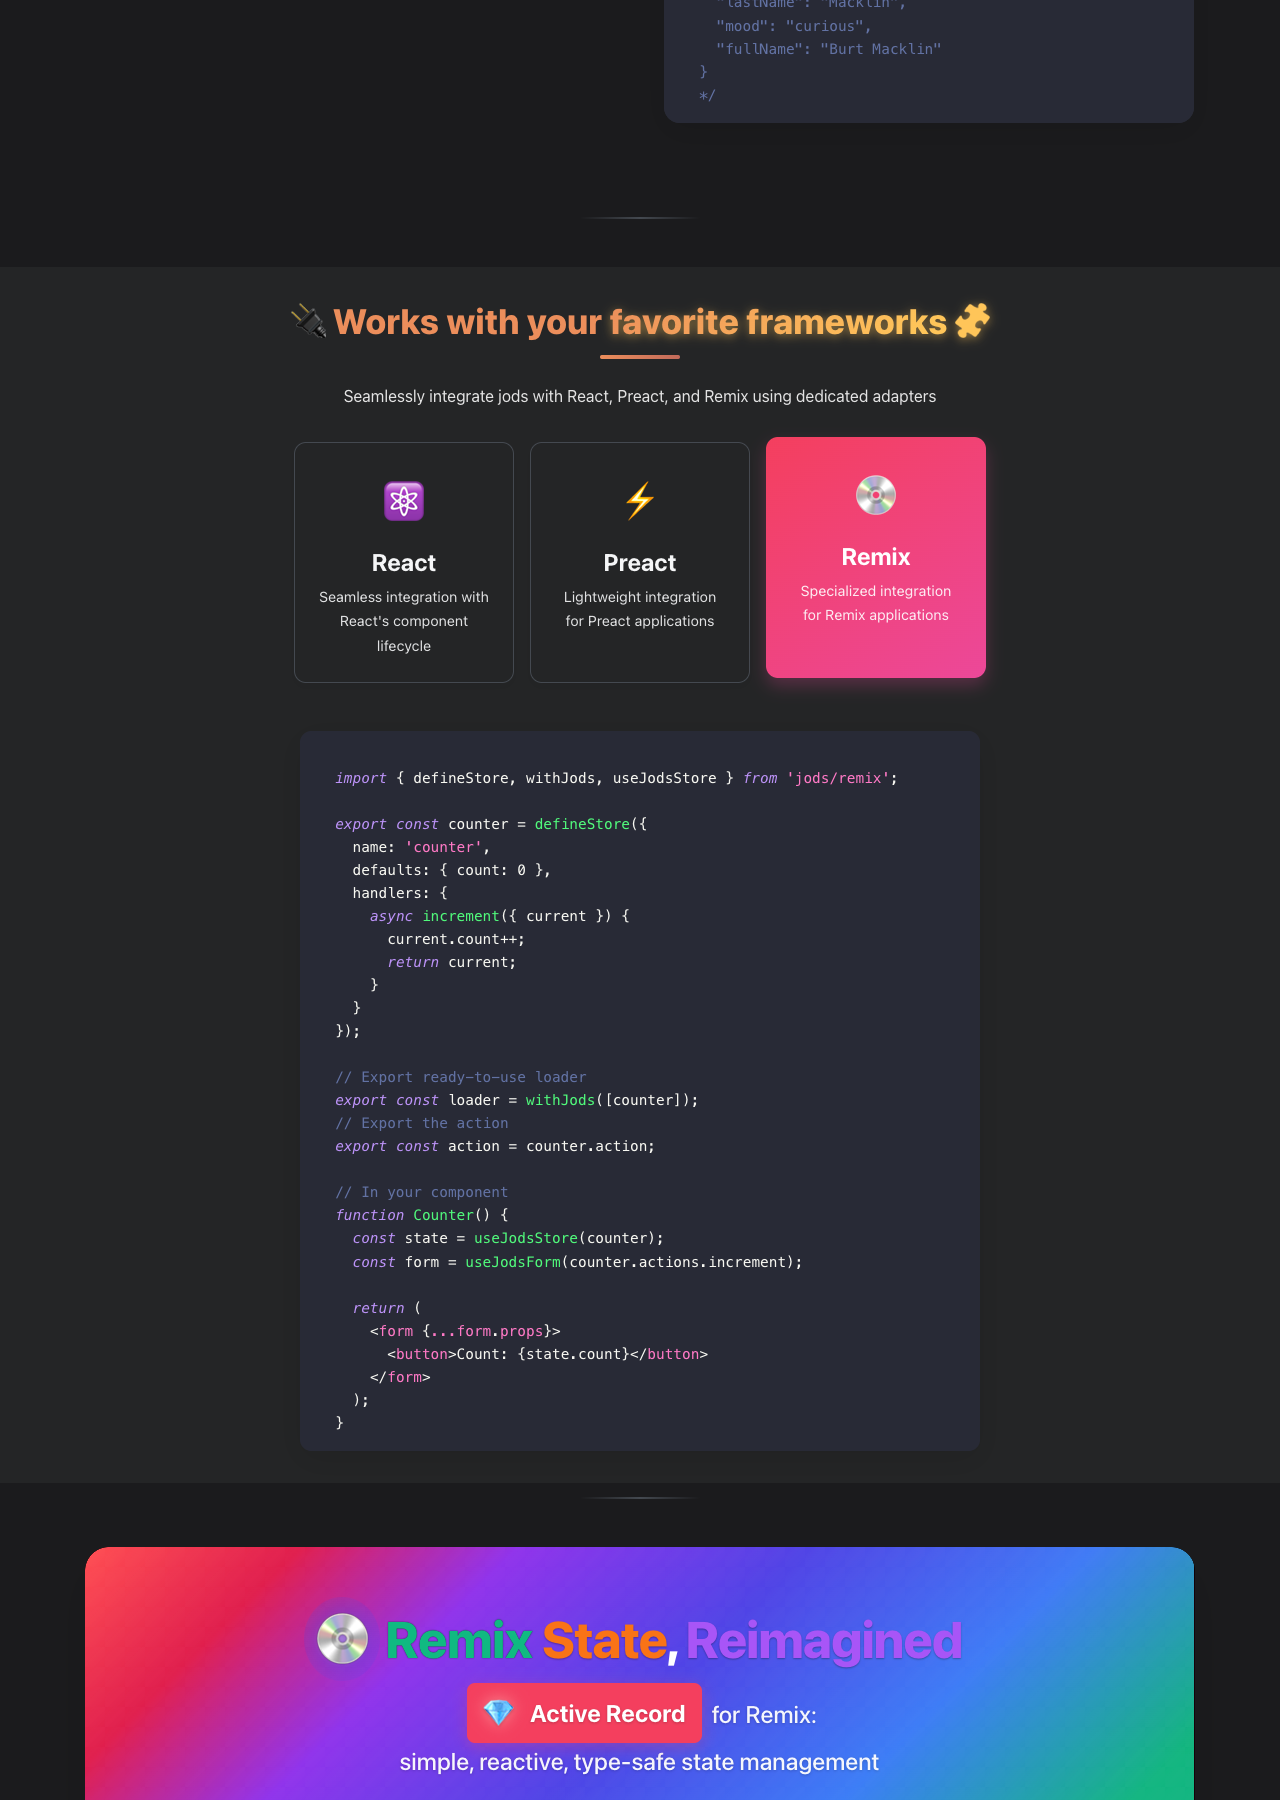 "lastName": "Macklin",
"mood": "curious",
"fullName": "Burt Macklin"
}
*/
Works with your favorite frameworks
Seamlessly integrate jods with React, Preact, and Remix using dedicated adapters
React
Seamless integration with
React's component
lifecycle
Preact
Lightweight integration
for Preact applications
Remix
Specialized integration
for Remix applications
import { defineStore, withJods, useJodsStore } from 'jods/remix';
export const counter = defineStore({
  name: 'counter',
  defaults: { count: 0 },
  handlers: {
    async increment({ current }) {
      current.count++;
      return current;
    }
  }
});
// Export ready-to-use loader
export const loader = withJods([counter]);
// Export the action
export const action = counter.action;
// In your component
function Counter() {
  const state = useJodsStore(counter);
  const form = useJodsForm(counter.actions.increment);
  return (
    <form {...form.props}>
      <button>Count: {state.count}</button>
    </form>
  );
}
Remix State, Reimagined
Active Record for Remix:
simple, reactive, type-safe state management